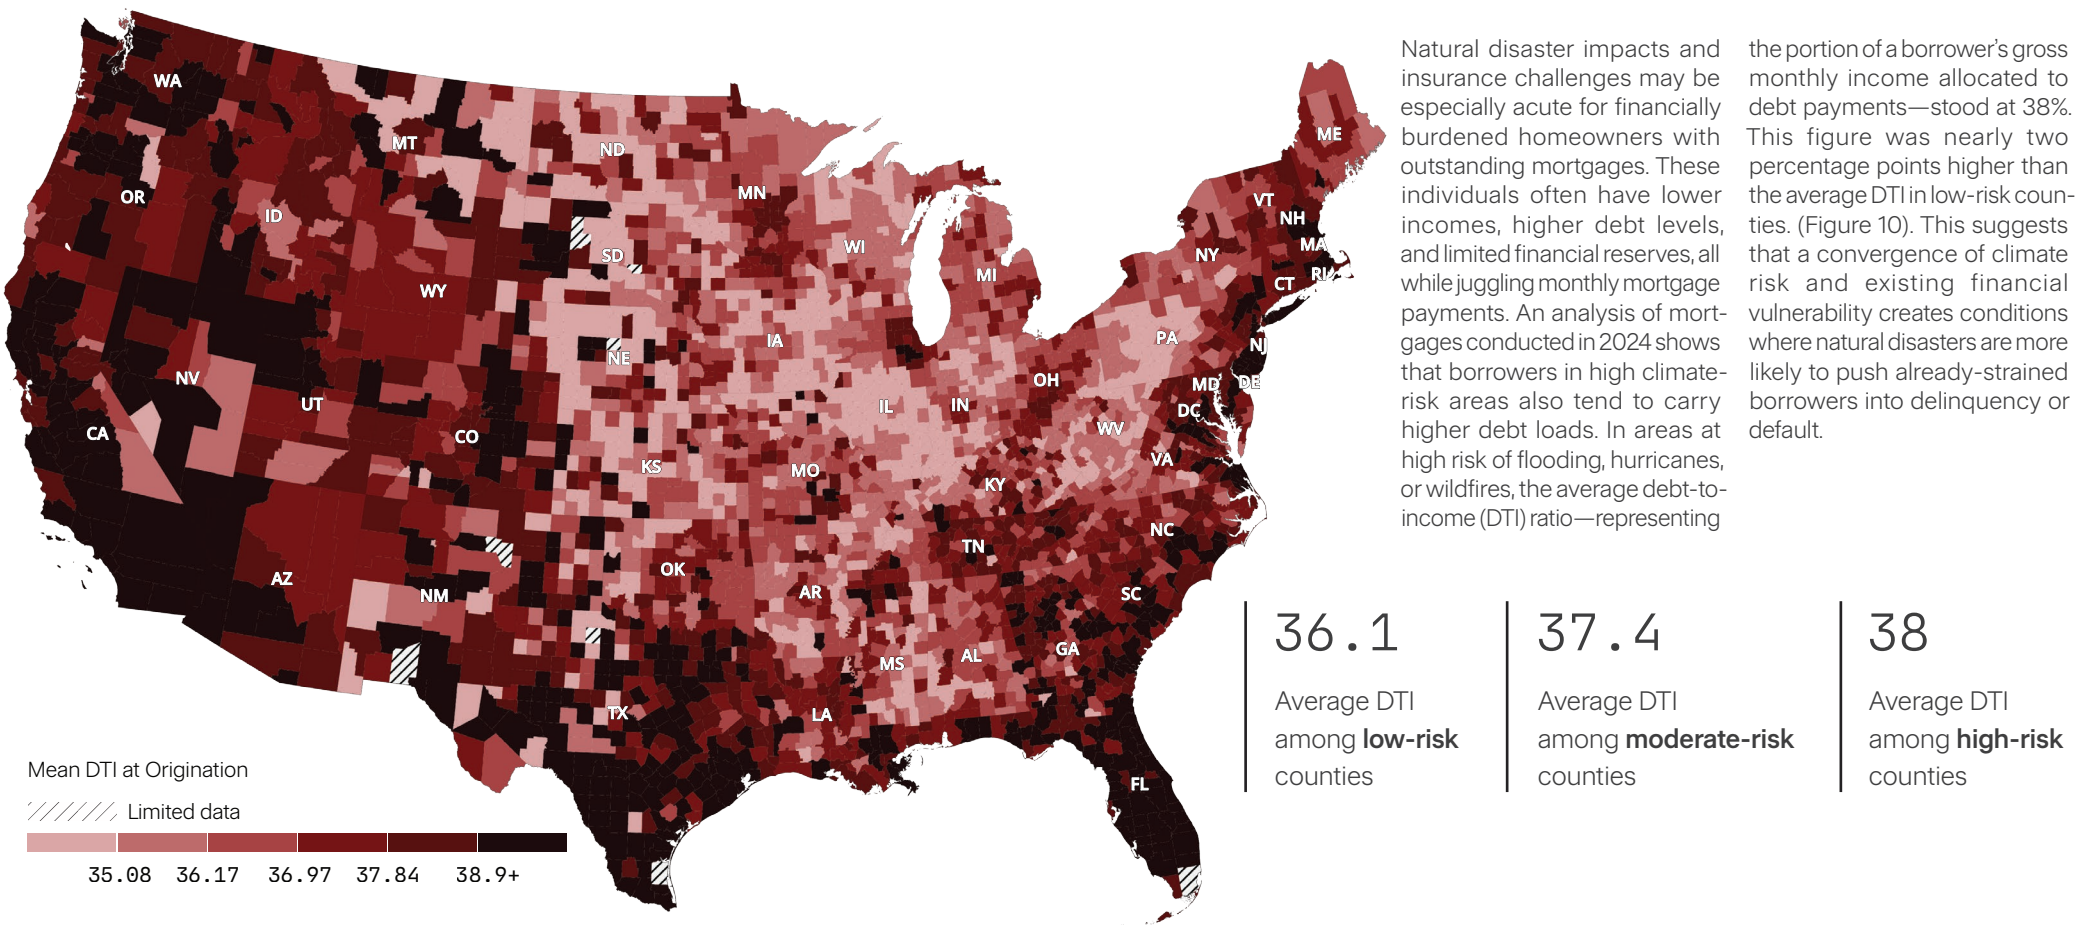 Natural disaster impacts and
insurance challenges may be
especially acute for financially
burdened homeowners with
outstanding mortgages. These
individuals often have lower
incomes, higher debt levels,
and limited financial reserves, all
while juggling monthly mortgage
payments. An analysis of mort-
gages conducted in 2024 shows
that borrowers in high climate-
risk areas also tend to carry
higher debt loads. In areas at
high risk of flooding, hurricanes,
or wildfires, the average debt-to-
income (DTI) ratio—representing
the portion of a borrower's gross
monthly income allocated to
debt payments—stood at 38%.
This figure was nearly two
percentage points higher than
the average DTI in low-risk coun-
ties. (Figure 10). This suggests
that a convergence of climate
risk and existing financial
vulnerability creates conditions
where natural disasters are more
likely to push already-strained
borrowers into delinquency or
default.
WA
MT
ND
MN
ME
OR
ID
SD
WI
MI
VT
NH
NY
MA
WY
CT
RI
NE
IA
PA
NJ
NV
UT
IL
IN
OH
MD
DE
DC
CA
CO
KS
MO
WV
VA
KY
AZ
NM
OK
AR
TN
NC
SC
TX
LA
MS
AL
GA
FL
36.1
Average DTI
among low-risk
counties
37.4
Average DTI
among moderate-risk
counties
38
Average DTI
among high-risk
counties
Mean DTI at Origination
Limited data
35.08 36.17 36.97 37.84 38.9+